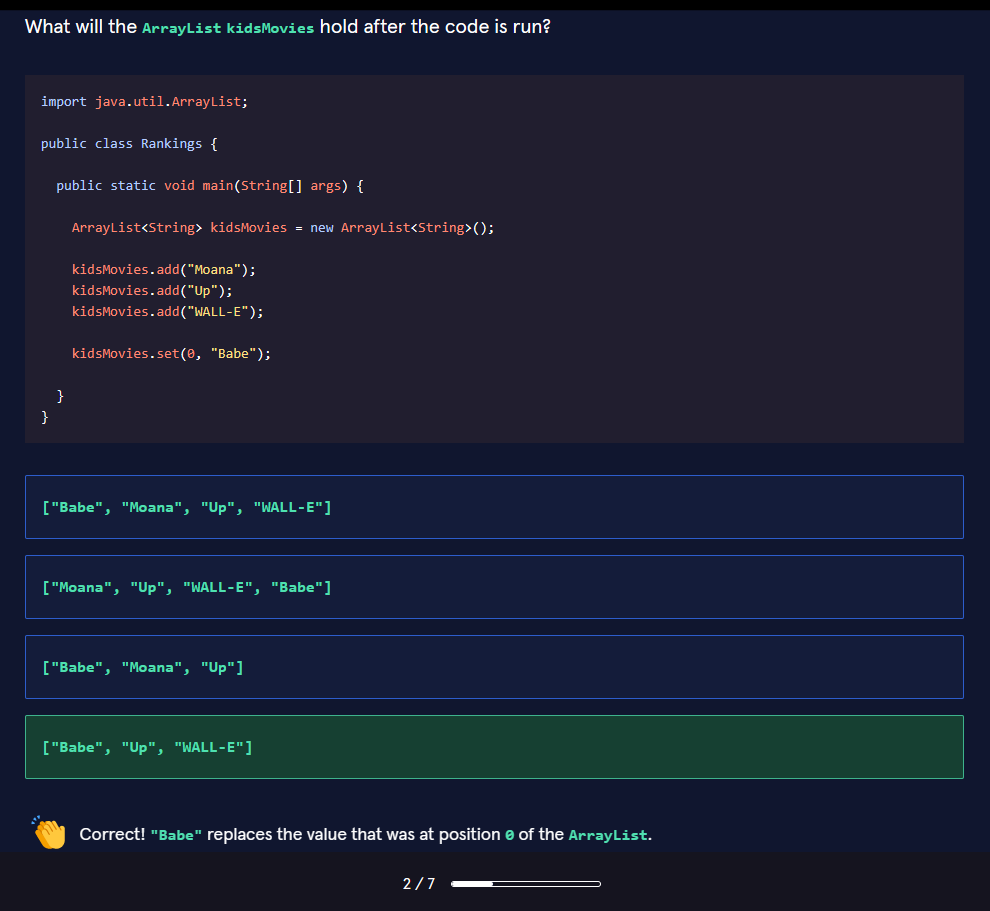 What will the ArrayList kidsMovies hold after the code is run?
import java.util.ArrayList;
public class Rankings {
public static void main(String[] args) {
ArrayList<String> kidsMovies = new ArrayList<String>();
kidsMovies.add("Moana");
kidsMovies.add("Up");
kidsMovies.add("WALL-E");
kidsMovies.set(0, "Babe");
}
}
["Babe", "Moana", "Up", "WALL-E"]
["Moana", "Up", "WALL-E", "Babe"]
["Babe", "Moana", "Up"]
["Babe", "Up", "WALL-E"]
Correct! "Babe" replaces the value that was at position 0 of the ArrayList.
2 / 7